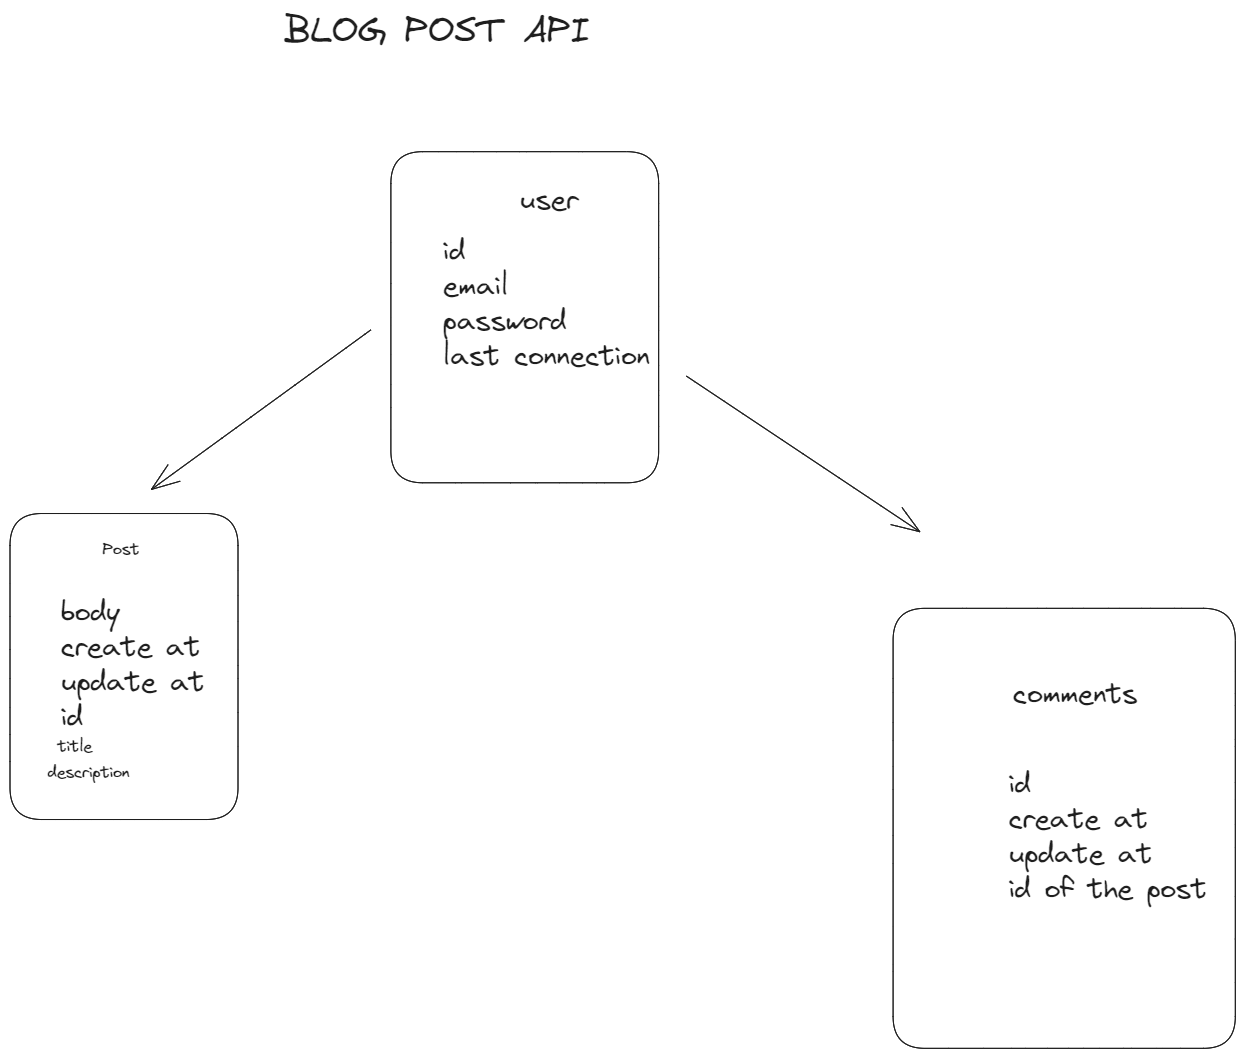 BLOG POST API
user
id
email
password
last connection
Post
body
create at
update at
id
title
description
comments
id
create at
update at
id of the post